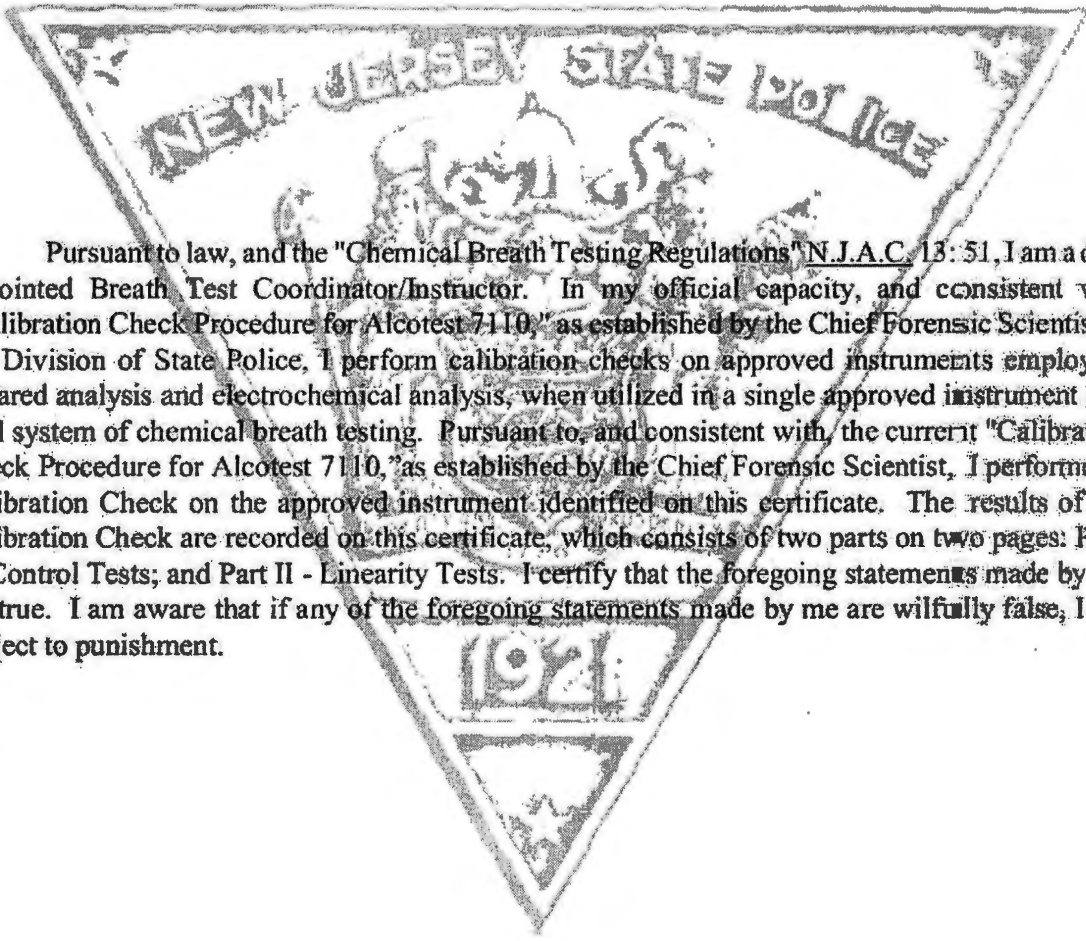 NEW JERSEY STATE POLICE
Pursuant to law, and the "Chemical Breath Testing Regulations" N.J.A.C. 13: 51, I am a
ointed Breath Test Coordinator/Instructor. In my official capacity, and consistent
libration Check Procedure for Alcotest 7110," as established by the Chief Forensic Scientis
Division of State Police, I perform calibration checks on approved instruments employ
ared analysis and electrochemical analysis, when utilized in a single approved instrument
l system of chemical breath testing. Pursuant to, and consistent with, the current "Calibra
eck Procedure for Alcotest 7110," as established by the Chief Forensic Scientist, I perform
ibration Check on the approved instrument identified on this certificate. The results of
ibration Check are recorded on this certificate, which consists of two parts on two pages:
Control Tests; and Part II - Linearity Tests. I certify that the foregoing statements made by
true. I am aware that if any of the foregoing statements made by me are wilfully false, I
ject to punishment.
1921